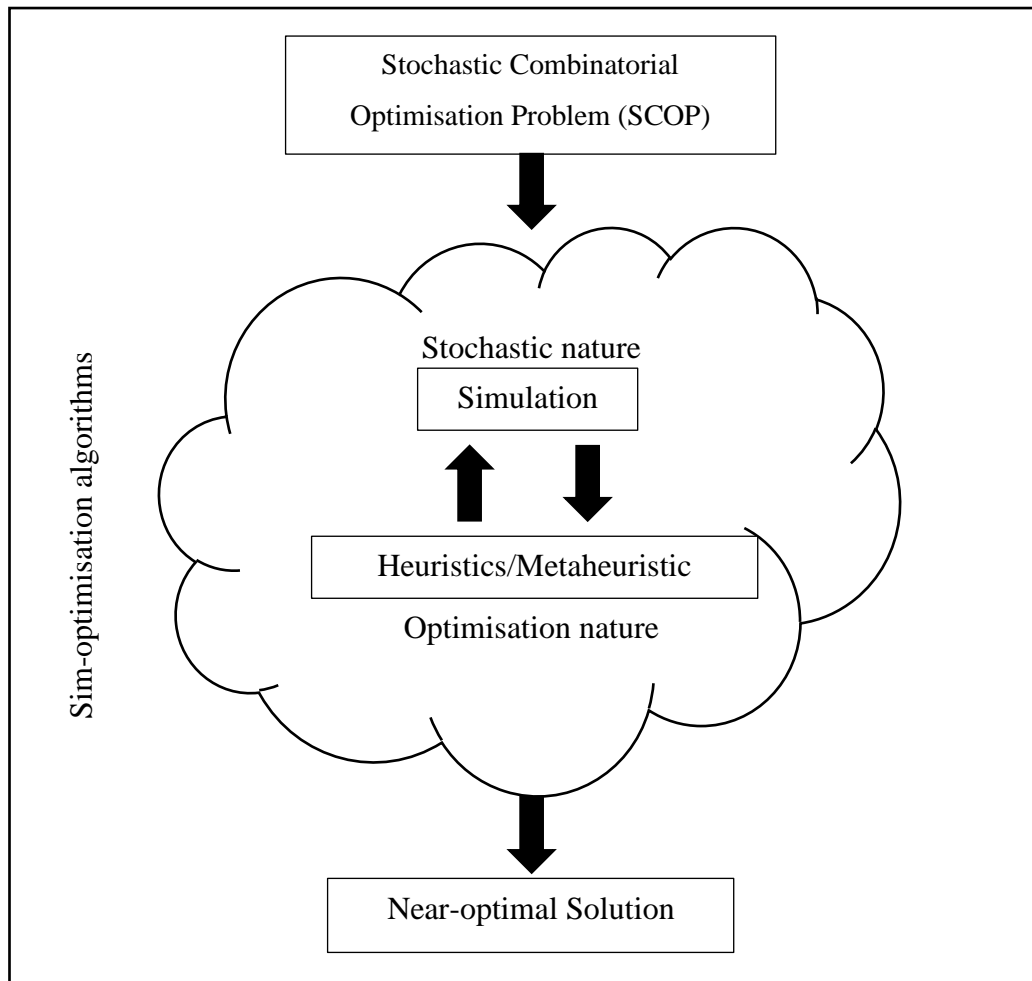 Stochastic Combinatorial
Optimisation Problem (SCOP)
Sim-optimisation algorithms
Stochastic nature
Simulation
Heuristics/Metaheuristic
Optimisation nature
Near-optimal Solution